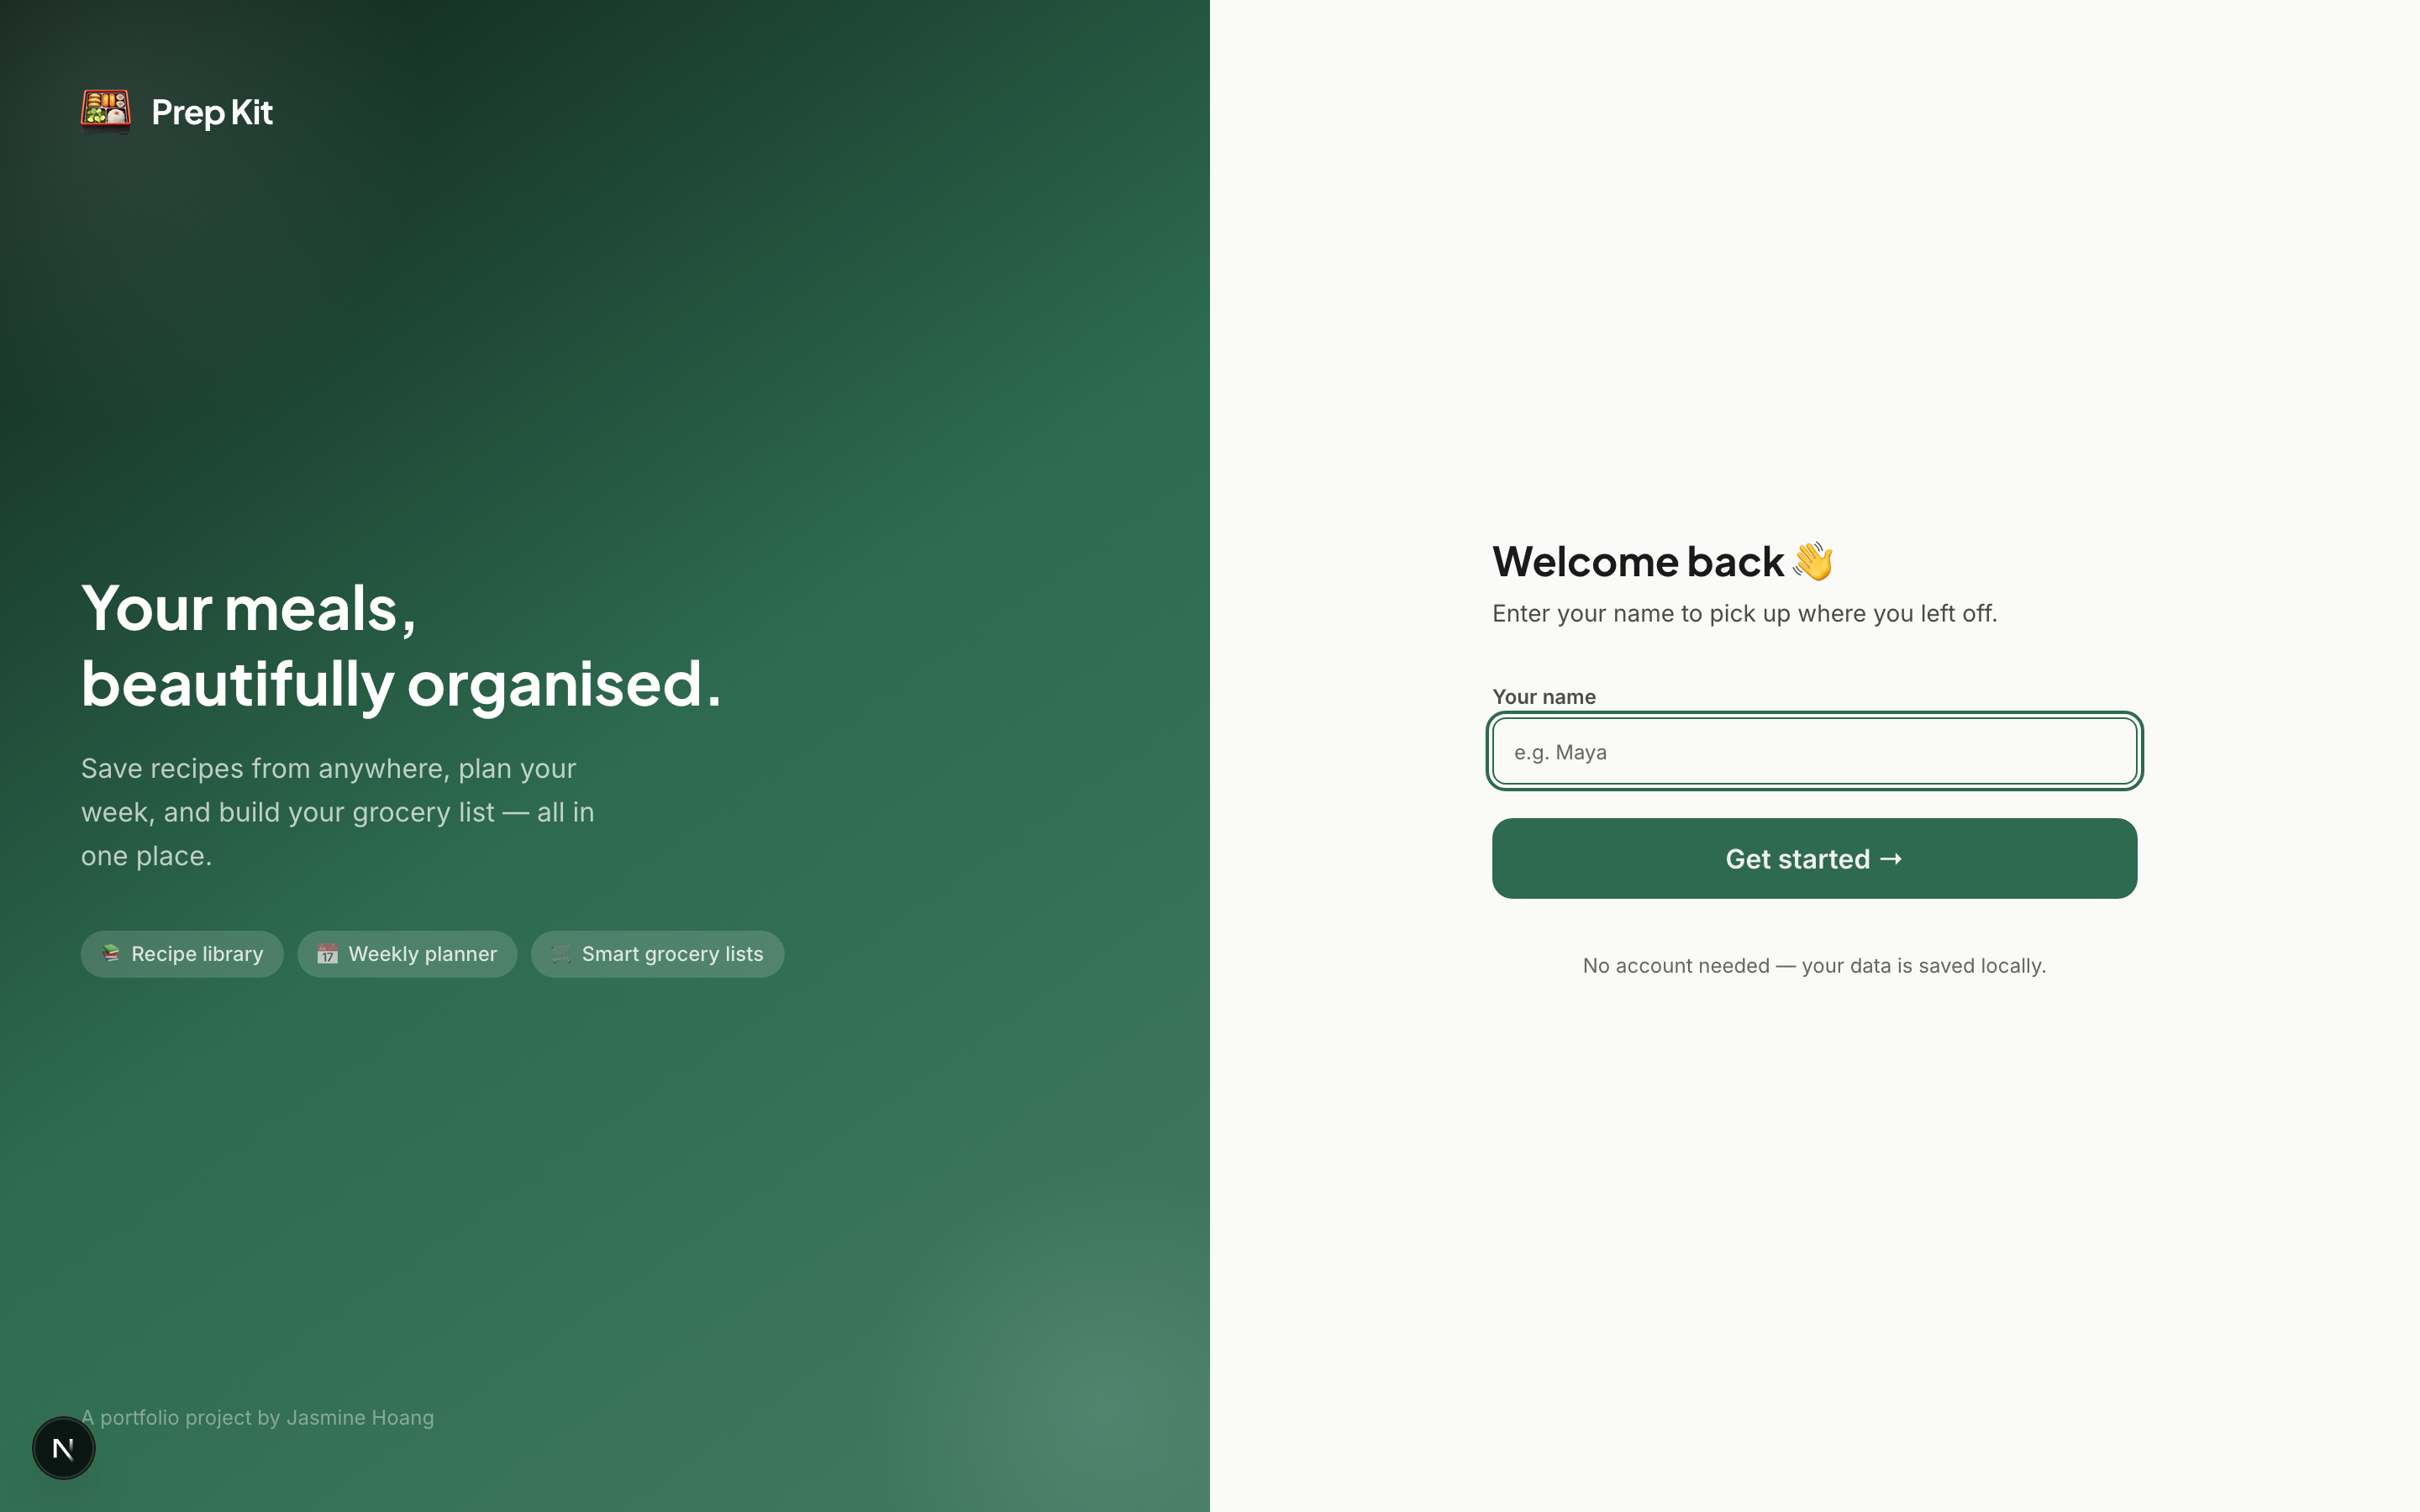 Prep Kit
Your meals,
beautifully organised.
Save recipes from anywhere, plan your
week, and build your grocery list — all in
one place.
📚 Recipe library
📅 Weekly planner
🛒 Smart grocery lists
A portfolio project by Jasmine Hoang
N
Welcome back 👋
Enter your name to pick up where you left off.
Your name
e.g. Maya
Get started →
No account needed — your data is saved locally.